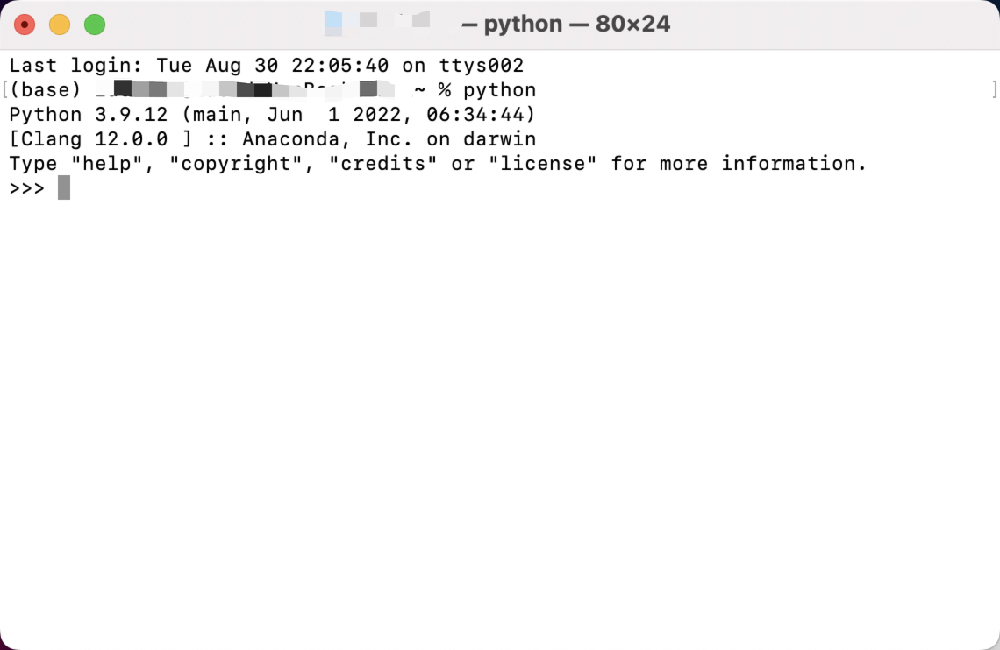 — python — 80×24
Last login: Tue Aug 30 22:05:40 on ttys002
(base) ~ % python
Python 3.9.12 (main, Jun  1 2022, 06:34:44)
[Clang 12.0.0 ] :: Anaconda, Inc. on darwin
Type "help", "copyright", "credits" or "license" for more information.
>>>